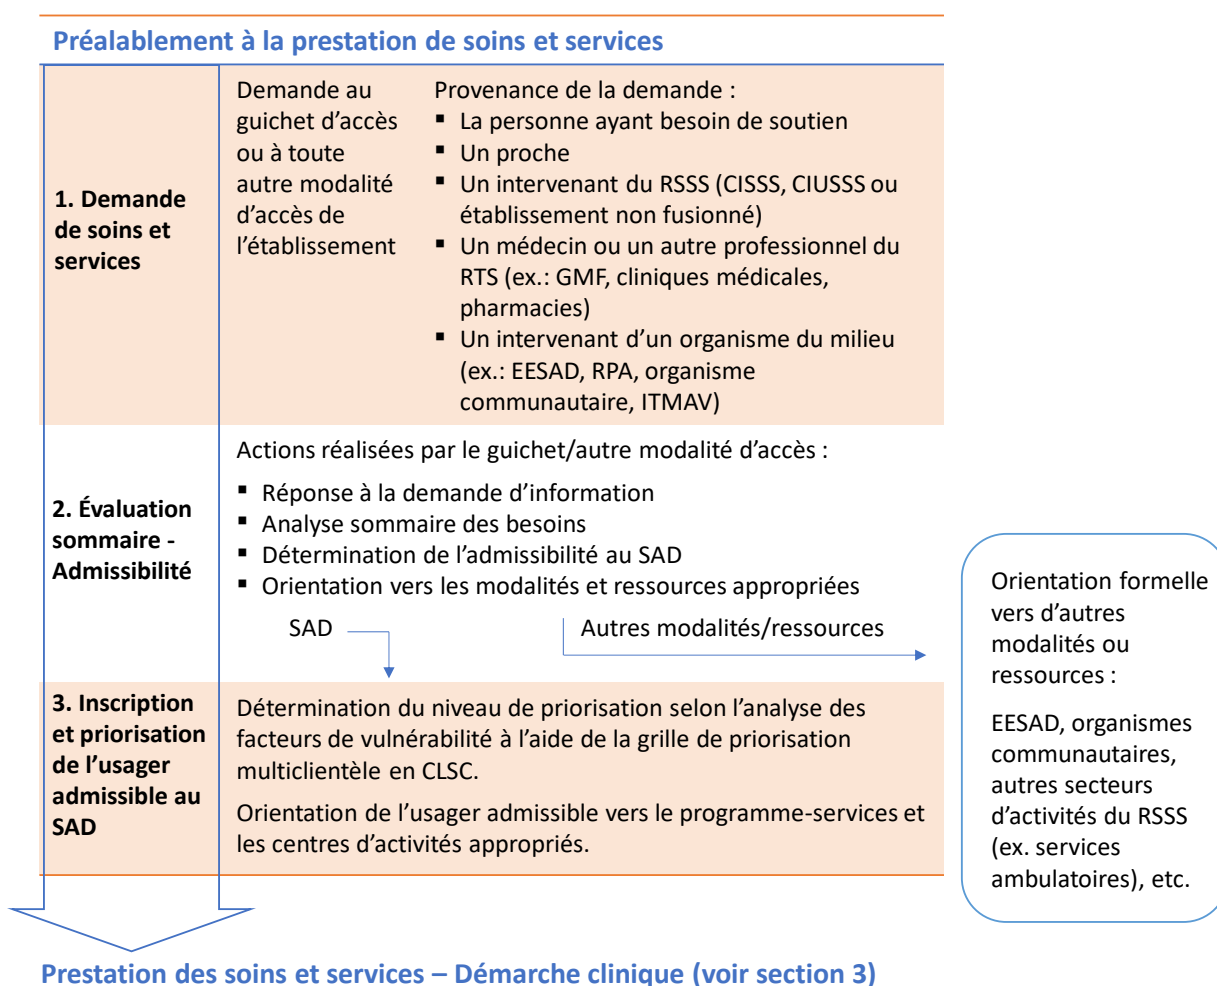 Préalablement à la prestation de soins et services
1. Demande
de soins et
services
Demande au
guichet d’accès
ou à toute
autre modalité
d’accès de
l’établissement
Provenance de la demande :
▪ La personne ayant besoin de soutien
▪ Un proche
▪ Un intervenant du RSSS (CISSS, CIUSSS ou
établissement non fusionné)
▪ Un médecin ou un autre professionnel du
RTS (ex.: GMF, cliniques médicales,
pharmacies)
▪ Un intervenant d’un organisme du milieu
(ex.: EESAD, RPA, organisme
communautaire, ITMAV)
2. Évaluation
sommaire -
Admissibilité
Actions réalisées par le guichet/autre modalité d’accès :
▪ Réponse à la demande d’information
▪ Analyse sommaire des besoins
▪ Détermination de l’admissibilité au SAD
▪ Orientation vers les modalités et ressources appropriées
SAD
Autres modalités/ressources
Orientation formelle
vers d’autres
modalités ou
ressources :
EESAD, organismes
communautaires,
autres secteurs
d’activités du RSSS
(ex. services
ambulatoires), etc.
3. Inscription
et priorisation
de l’usager
admissible au
SAD
Détermination du niveau de priorisation selon l’analyse des
facteurs de vulnérabilité à l’aide de la grille de priorisation
multiclientèle en CLSC.
Orientation de l’usager admissible vers le programme-services et
les centres d’activités appropriés.
Prestation des soins et services – Démarche clinique (voir section 3)